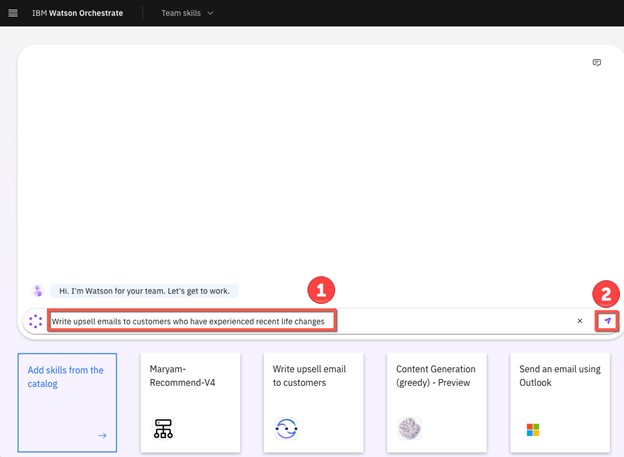 IBM Watson Orchestrate
Team skills
Hi. I'm Watson for your team. Let's get to work.
1
2
Write upsell emails to customers who have experienced recent life changes
Add skills from the
catalog
Maryam-
Recommend-V4
Write upsell email
to customers
Content Generation
(greedy) - Preview
Send an email using
Outlook